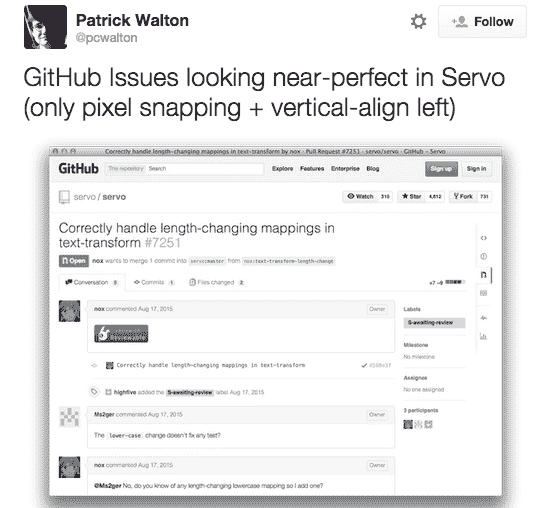 Patrick Walton
@pcwalton
Follow
GitHub Issues looking near-perfect in Servo
(only pixel snapping + vertical-align left)
Correctly handle length-changing mappings in text-transform by nox · Pull Request #7251 · servo/servo · GitHub – Servo
GitHub This repository Search Explore Features Enterprise Blog Sign up Sign in
servo / servo Watch 310 Star 4,612 Fork 731
Correctly handle length-changing mappings in
text-transform #7251
Open nox wants to merge 1 commit into servo:master from nox:text-transform-length-change
Conversation Commits 1 Files changed 2
nox commented Aug 17, 2015 Owner
Labels
S-awaiting-review
Correctly handle length-changing mappings in text-transform
Milestone
No milestone
highfive added the S-awaiting-review label Aug 17, 2015
Assignee
No one assigned
Ms2ger commented Aug 17, 2015 Owner
3 participants
The lower-case change doesn't fix any test?
nox commented Aug 17, 2015 Owner
@Ms2ger No, do you know of any length-changing lowercase mapping so I add one?